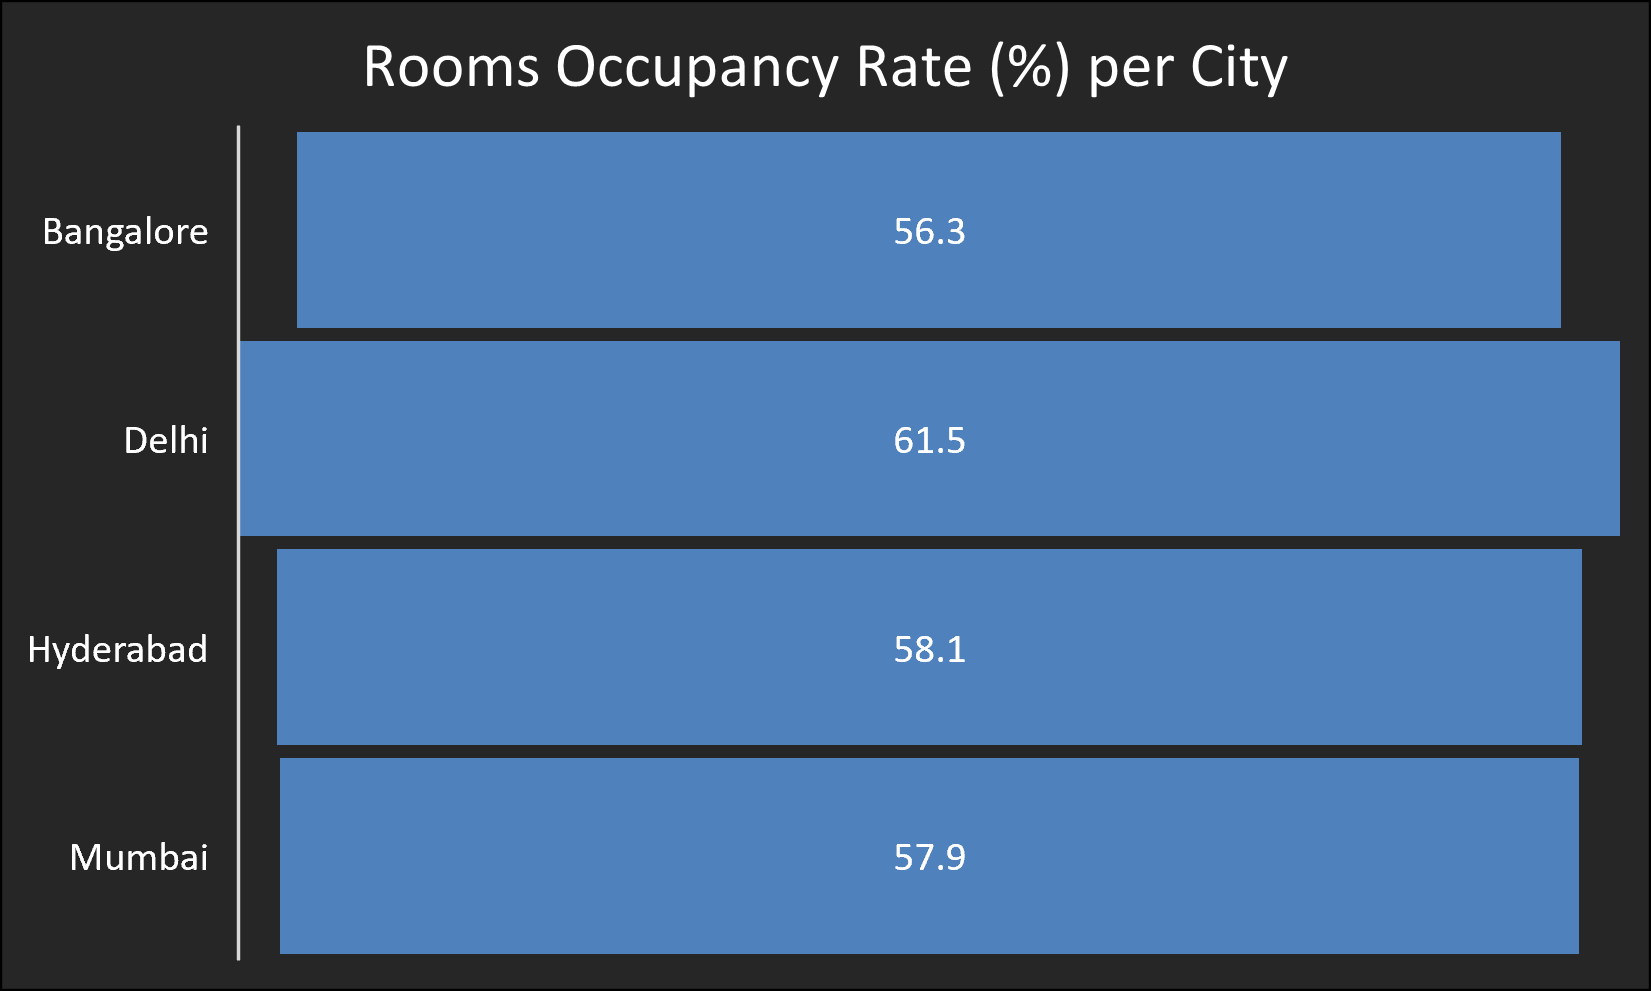 Rooms Occupancy Rate (%) per City
Bangalore 56.3
Delhi 61.5
Hyderabad 58.1
Mumbai 57.9